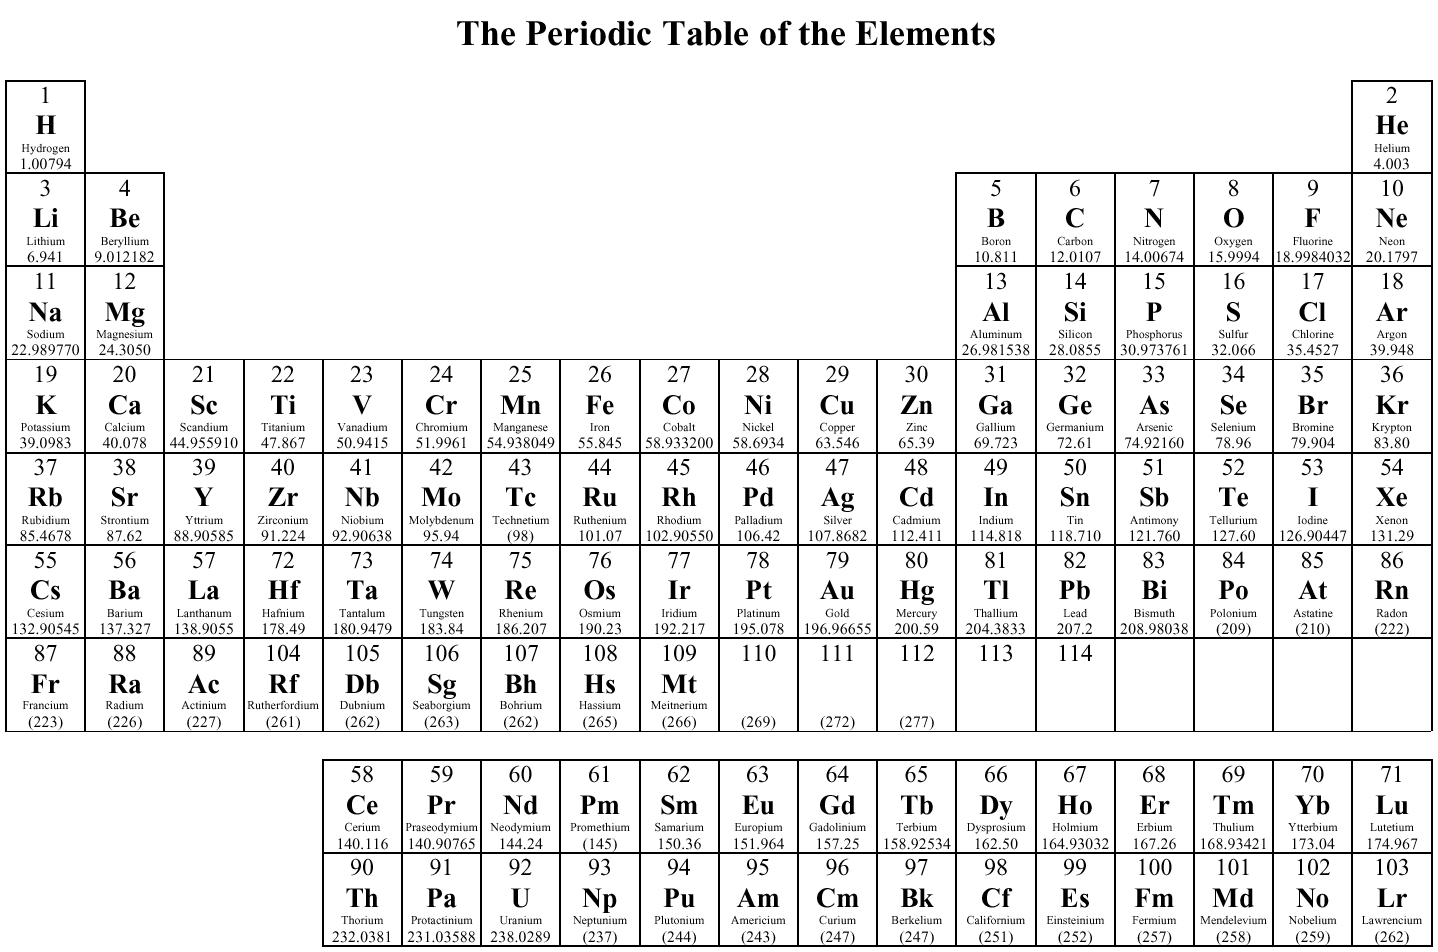 The Periodic Table of the Elements
1 2
H He
Hydrogen Helium
1.00794 4.003
3 4 5 6 7 8 9 10
Li Be B C N O F Ne
Lithium Beryllium Boron Carbon Nitrogen Oxygen Fluorine Neon
6.941 9.012182 10.811 12.0107 14.00674 15.9994 18.9984032 20.1797
11 12 13 14 15 16 17 18
Na Mg Al Si P S Cl Ar
Sodium Magnesium Aluminum Silicon Phosphorus Sulfur Chlorine Argon
22.989770 24.3050 26.981538 28.0855 30.973761 32.066 35.4527 39.948
19 20 21 22 23 24 25 26 27 28 29 30 31 32 33 34 35 36
K Ca Sc Ti V Cr Mn Fe Co Ni Cu Zn Ga Ge As Se Br Kr
Potassium Calcium Scandium Titanium Vanadium Chromium Manganese Iron Cobalt Nickel Copper Zinc Gallium Germanium Arsenic Selenium Bromine Krypton
39.0983 40.078 44.955910 47.867 50.9415 51.9961 54.938049 55.845 58.933200 58.6934 63.546 65.39 69.723 72.61 74.92160 78.96 79.904 83.80
37 38 39 40 41 42 43 44 45 46 47 48 49 50 51 52 53 54
Rb Sr Y Zr Nb Mo Tc Ru Rh Pd Ag Cd In Sn Sb Te I Xe
Rubidium Strontium Yttrium Zirconium Niobium Molybdenum Technetium Ruthenium Rhodium Palladium Silver Cadmium Indium Tin Antimony Tellurium Iodine Xenon
85.4678 87.62 88.90585 91.224 92.90638 95.94 (98) 101.07 102.90550 106.42 107.8682 112.411 114.818 118.710 121.760 127.60 126.90447 131.29
55 56 57 72 73 74 75 76 77 78 79 80 81 82 83 84 85 86
Cs Ba La Hf Ta W Re Os Ir Pt Au Hg Tl Pb Bi Po At Rn
Cesium Barium Lanthanum Hafnium Tantalum Tungsten Rhenium Osmium Iridium Platinum Gold Mercury Thallium Lead Bismuth Polonium Astatine Radon
132.90545 137.327 138.9055 178.49 180.9479 183.84 186.207 190.23 192.217 195.078 196.96655 200.59 204.3833 207.2 208.98038 (209) (210) (222)
87 88 89 104 105 106 107 108 109 110 111 112 113 114
Fr Ra Ac Rf Db Sg Bh Hs Mt
Francium Radium Actinium Rutherfordium Dubnium Seaborgium Bohrium Hassium Meitnerium
(223) (226) (227) (261) (262) (263) (262) (265) (266) (269) (272) (277)
58 59 60 61 62 63 64 65 66 67 68 69 70 71
Ce Pr Nd Pm Sm Eu Gd Tb Dy Ho Er Tm Yb Lu
Cerium Praseodymium Neodymium Promethium Samarium Europium Gadolinium Terbium Dysprosium Holmium Erbium Thulium Ytterbium Lutetium
140.116 140.90765 144.24 (145) 150.36 151.964 157.25 158.92534 162.50 164.93032 167.26 168.93421 173.04 174.967
90 91 92 93 94 95 96 97 98 99 100 101 102 103
Th Pa U Np Pu Am Cm Bk Cf Es Fm Md No Lr
Thorium Protactinium Uranium Neptunium Plutonium Americium Curium Berkelium Californium Einsteinium Fermium Mendelevium Nobelium Lawrencium
232.0381 231.03588 238.0289 (237) (244) (243) (247) (247) (251) (252) (257) (258) (259) (262)